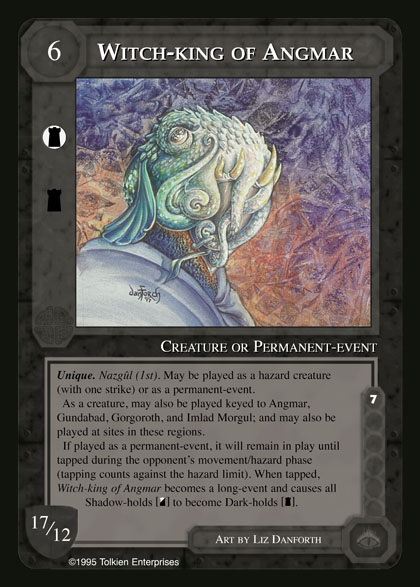 6
WITCH-KING OF ANGMAR
DANFORTH
'95
CREATURE OR PERMANENT-EVENT
Unique. Nazgûl (1st). May be played as a hazard creature
(with one strike) or as a permanent-event.
As a creature, may also be played keyed to Angmar,
Gundabad, Gorgoroth, and Imlad Morgul; and may also be
played at sites in these regions.
If played as a permanent-event, it will remain in play until
tapped during the opponent's movement/hazard phase
(tapping counts against the hazard limit). When tapped,
Witch-king of Angmar becomes a long-event and causes all
Shadow-holds [] to become Dark-holds [].
7
17/12
ART BY LIZ DANFORTH
©1995 Tolkien Enterprises